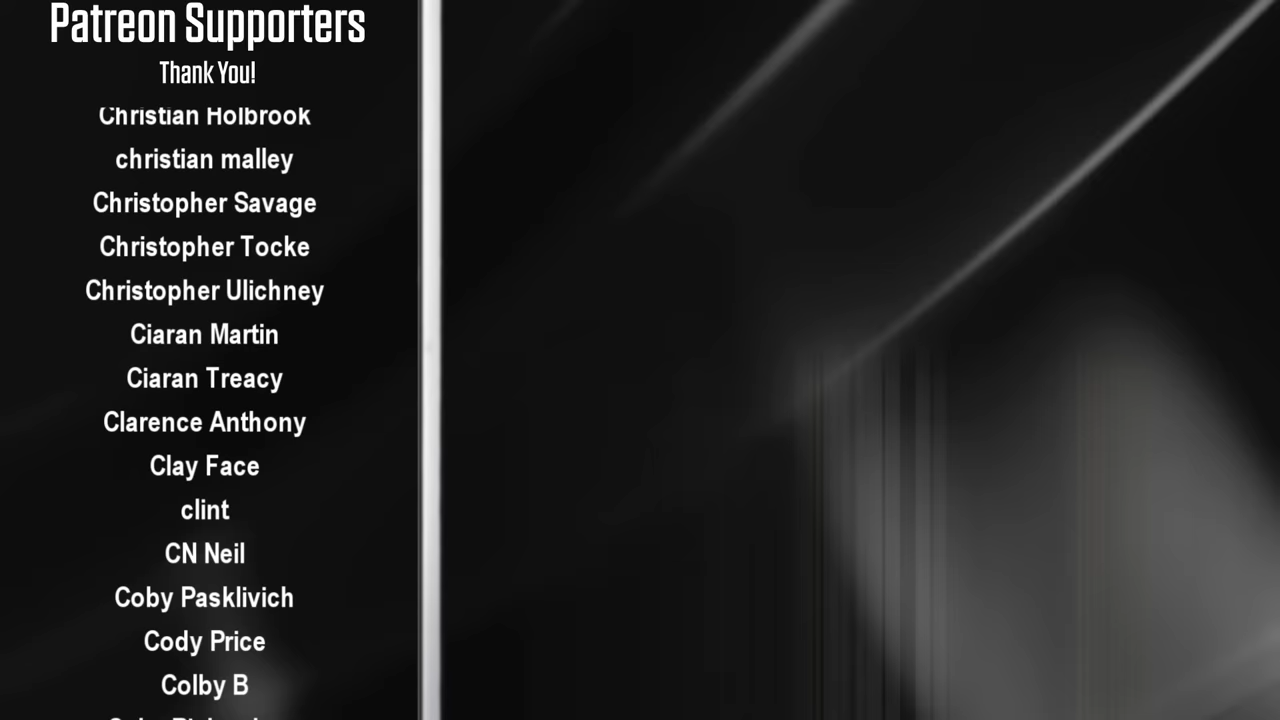 Patreon Supporters
Thank You!
Christian Holbrook
christian malley
Christopher Savage
Christopher Tocke
Christopher Ulichney
Ciaran Martin
Ciaran Treacy
Clarence Anthony
Clay Face
clint
CN Neil
Coby Pasklivich
Cody Price
Colby B